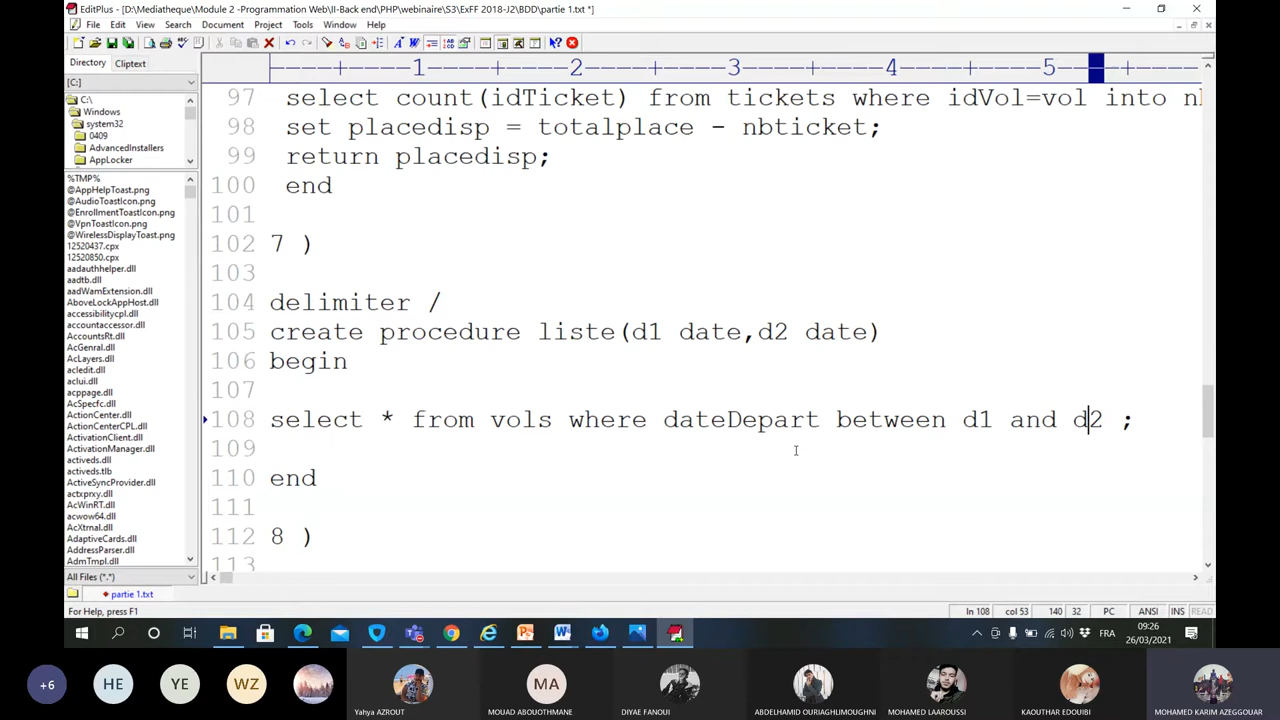 EditPlus - [D:\Mediatheque\Module 2 -Programmation Web\II-Back end\PHP\webinaire\S3\ExFF 2018-J2\BDD\partie 1.txt *]
File Edit View Search Document Project Tools Window Help
Directory Cliptext
[C:]
C:\
Windows
system32
0409
AdvancedInstallers
AppLocker
%TMP%
@AppHelpToast.png
@AudioToastIcon.png
@EnrollmentToastIcon.png
@VpnToastIcon.png
@WirelessDisplayToast.png
12520437.cpx
12520850.cpx
aadauthhelper.dll
aadtb.dll
aadWamExtension.dll
AboveLockAppHost.dll
accessibilitycpl.dll
accountaccessor.dll
AccountsRt.dll
AcGenral.dll
AcLayers.dll
acledit.dll
aclui.dll
acppage.dll
AcSpecfc.dll
ActionCenter.dll
ActionCenterCPL.dll
ActivationClient.dll
ActivationManager.dll
activeds.dll
activeds.tlb
ActiveSyncProvider.dll
actxprxy.dll
AcWinRT.dll
acwow64.dll
AcXtrnal.dll
AdaptiveCards.dll
AddressParser.dll
AdmTmpl.dll
All Files (*.*)
1 2 3 4 5
97 select count(idTicket) from tickets where idVol=vol into
98 set placedisp = totalplace - nbticket;
99 return placedisp;
100 end
101
102 7 )
103
104 delimiter /
105 create procedure liste(d1 date,d2 date)
106 begin
107
108 select * from vols where dateDepart between d1 and d2 ;
109
110 end
111
112 8 )
113
partie 1.txt
For Help, press F1
ln 108 col 53 140 32 PC ANSI INS READ
FRA 09:26
26/03/2021
+6 HE YE WZ MA
Yahya AZROUT MOUAD ABOUOTHMANE DIYAE FANOUI ABDELHAMID OURIAGHLIMOUGHNI MOHAMED LAAROUSSI KAOUTHAR EDOUIBI MOHAMED KARIM AZEGGOUAR